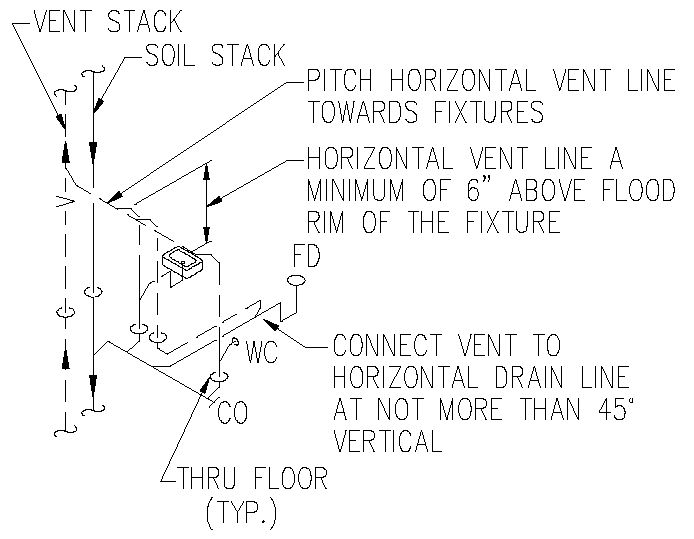 VENT STACK
SOIL STACK
PITCH HORIZONTAL VENT LINE
TOWARDS FIXTURES
HORIZONTAL VENT LINE A
MINIMUM OF 6" ABOVE FLOOD
RIM OF THE FIXTURE
V
FD
WC
CONNECT VENT TO
HORIZONTAL DRAIN LINE
AT NOT MORE THAN 45°
VERTICAL
CO
THRU FLOOR
(TYP.)